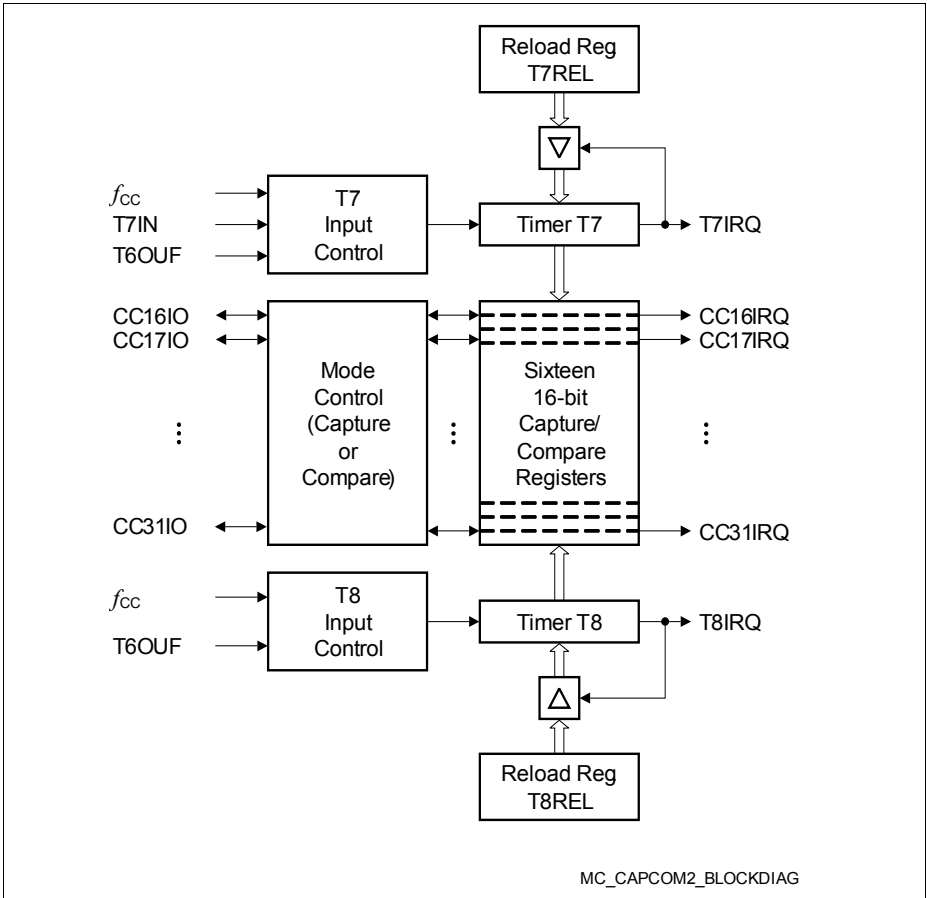 Reload Reg
T7REL
fCC
T7IN
T6OUF
T7
Input
Control
Timer T7
T7IRQ
CC16IO
CC17IO
CC31IO
Mode
Control
(Capture
or
Compare)
Sixteen
16-bit
Capture/
Compare
Registers
CC16IRQ
CC17IRQ
CC31IRQ
fCC
T6OUF
T8
Input
Control
Timer T8
T8IRQ
Reload Reg
T8REL
MC_CAPCOM2_BLOCKDIAG